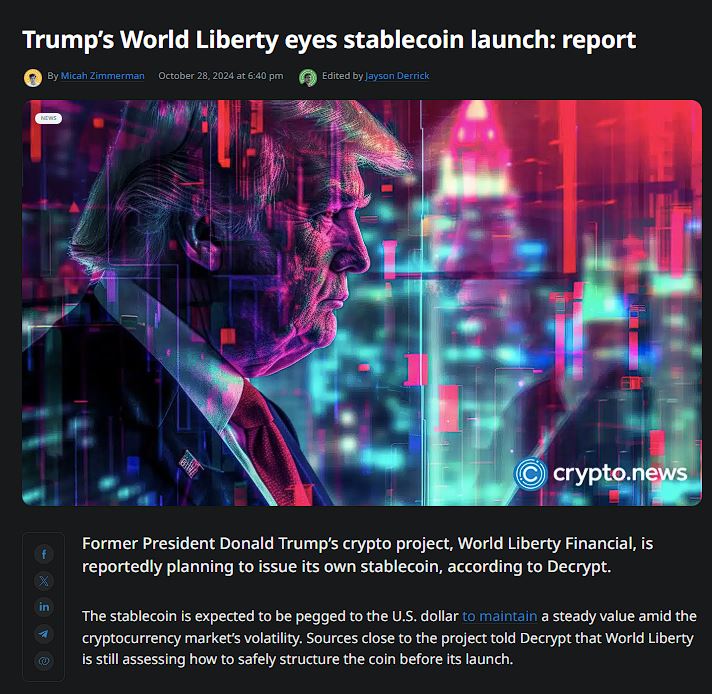 Trump’s World Liberty eyes stablecoin launch: report
By Micah Zimmerman October 28, 2024 at 6:40 pm Edited by Jayson Derrick
NEWS
crypto.news
Former President Donald Trump’s crypto project, World Liberty Financial, is
reportedly planning to issue its own stablecoin, according to Decrypt.
The stablecoin is expected to be pegged to the U.S. dollar to maintain a steady value amid the
cryptocurrency market’s volatility. Sources close to the project told Decrypt that World Liberty
is still assessing how to safely structure the coin before its launch.